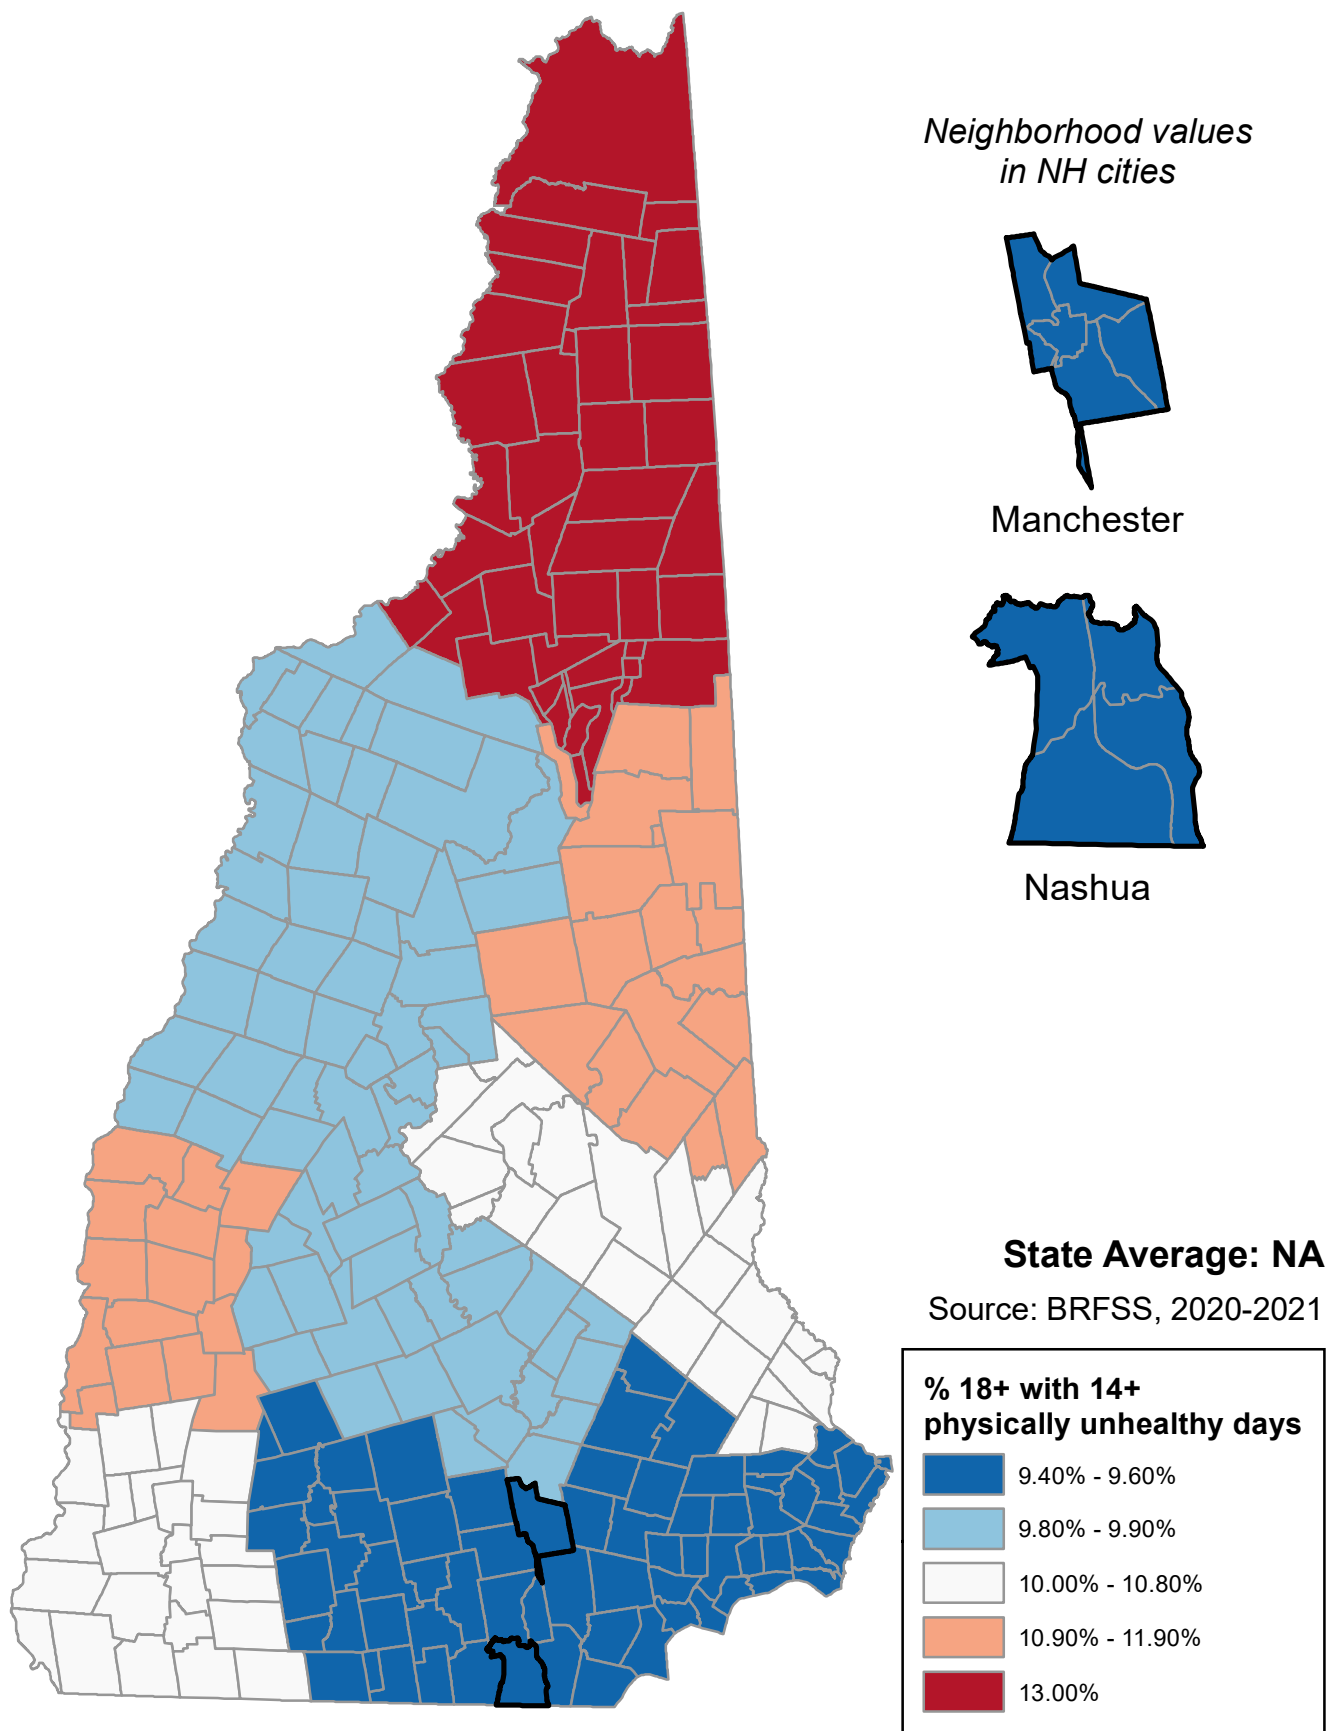 Neighborhood values
in NH cities
Manchester
Nashua
State Average: NA
Source: BRFSS, 2020-2021
% 18+ with 14+
physically unhealthy days
9.40% - 9.60%
9.80% - 9.90%
10.00% - 10.80%
10.90% - 11.90%
13.00%